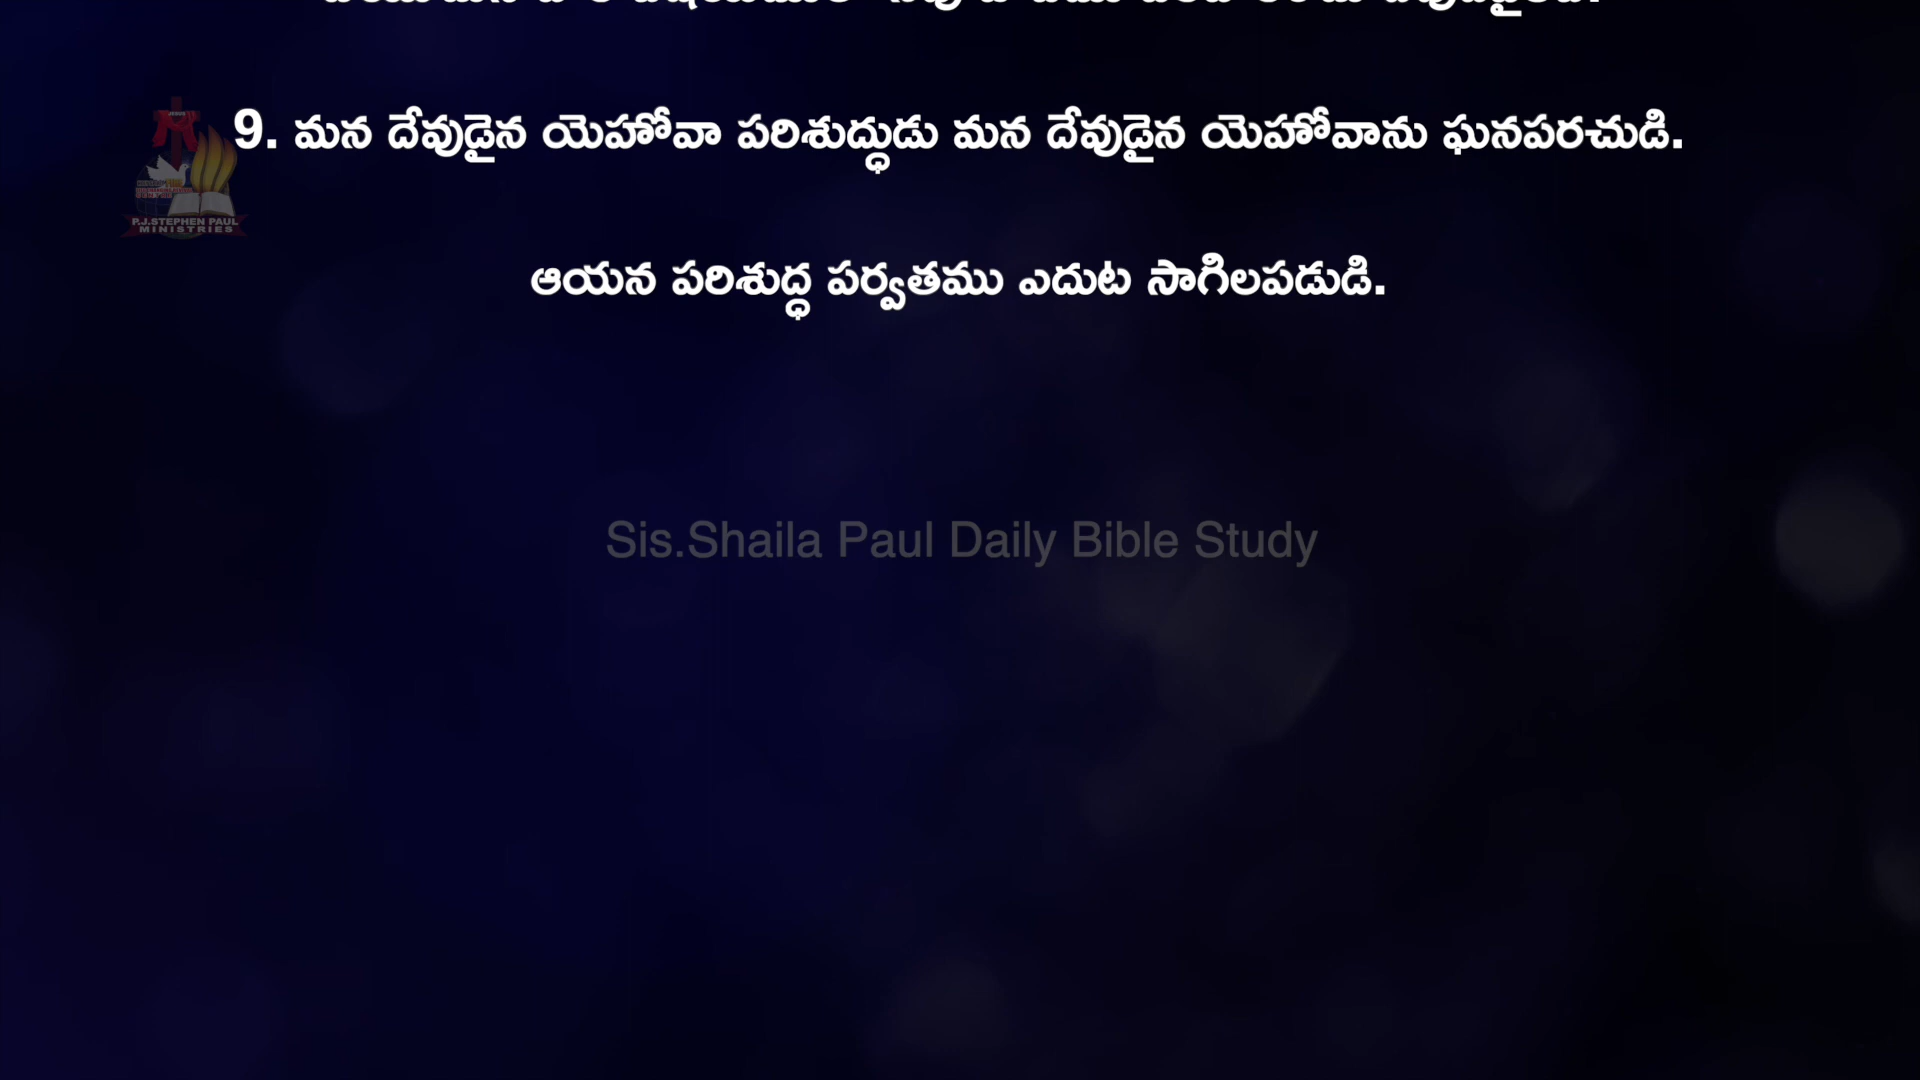 9. మన దేవుడైన యెహోవా పరిశుద్ధుడు మన దేవుడైన యెహోవాను ఘనపరచుడి.
JESUS
P.J.STEPHEN PAUL
MINISTRIES
ఆయన పరిశుద్ధ పర్వతము ఎదుట సాగిలపడుడి.
Sis.Shaila Paul Daily Bible Study